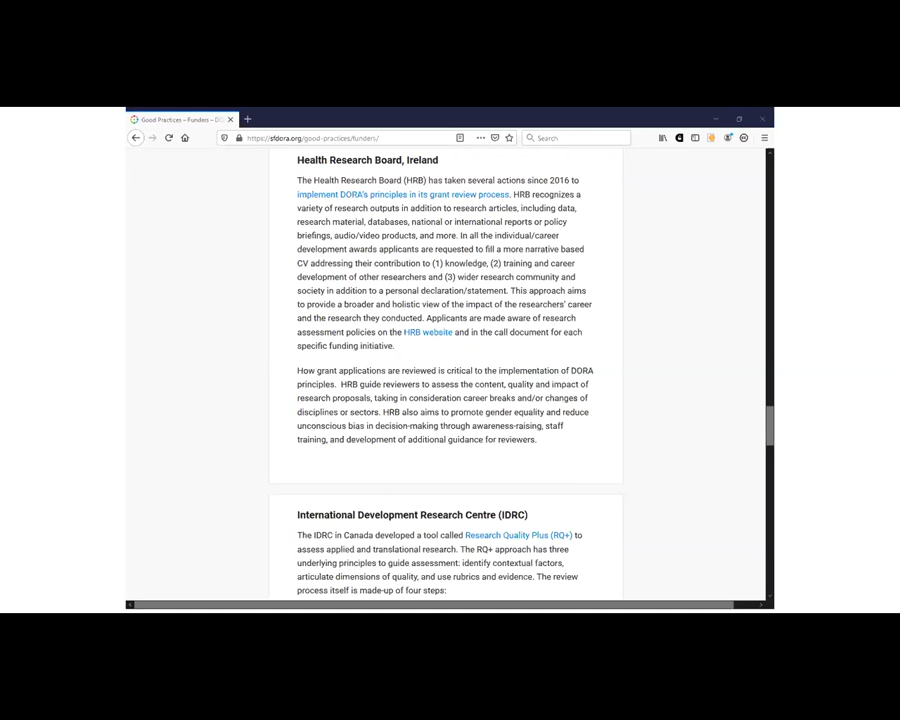 Good Practices – Funders – DO
https://sfdora.org/good-practices/funders/
Search
Health Research Board, Ireland
The Health Research Board (HRB) has taken several actions since 2016 to
implement DORA's principles in its grant review process. HRB recognizes a
variety of research outputs in addition to research articles, including data,
research material, databases, national or international reports or policy
briefings, audio/video products, and more. In all the individual/career
development awards applicants are requested to fill a more narrative based
CV addressing their contribution to (1) knowledge, (2) training and career
development of other researchers and (3) wider research community and
society in addition to a personal declaration/statement. This approach aims
to provide a broader and holistic view of the impact of the researchers' career
and the research they conducted. Applicants are made aware of research
assessment policies on the HRB website and in the call document for each
specific funding initiative.
How grant applications are reviewed is critical to the implementation of DORA
principles. HRB guide reviewers to assess the content, quality and impact of
research proposals, taking in consideration career breaks and/or changes of
disciplines or sectors. HRB also aims to promote gender equality and reduce
unconscious bias in decision-making through awareness-raising, staff
training, and development of additional guidance for reviewers.
International Development Research Centre (IDRC)
The IDRC in Canada developed a tool called Research Quality Plus (RQ+) to
assess applied and translational research. The RQ+ approach has three
underlying principles to guide assessment: identify contextual factors,
articulate dimensions of quality, and use rubrics and evidence. The review
process itself is made-up of four steps: